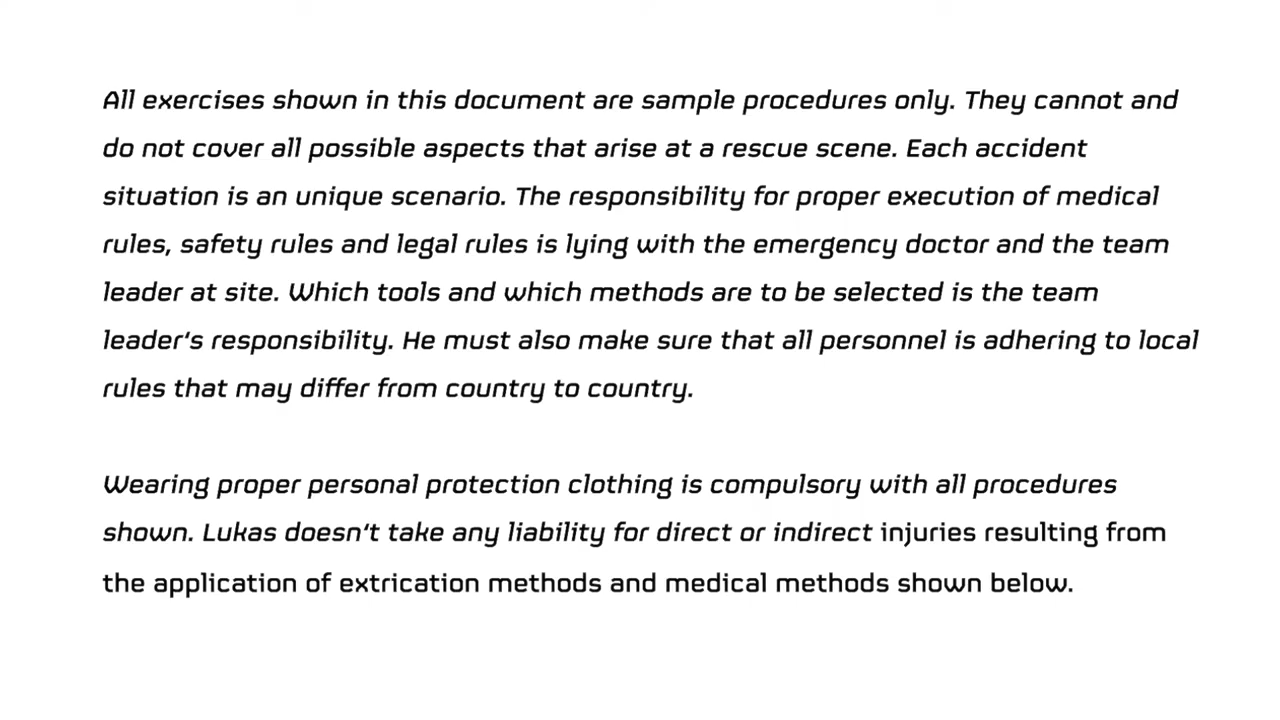 All exercises shown in this document are sample procedures only. They cannot and
do not cover all possible aspects that arise at a rescue scene. Each accident
situation is an unique scenario. The responsibility for proper execution of medical
rules, safety rules and legal rules is lying with the emergency doctor and the team
leader at site. Which tools and which methods are to be selected is the team
leader's responsibility. He must also make sure that all personnel is adhering to local
rules that may differ from country to country.
Wearing proper personal protection clothing is compulsory with all procedures
shown. Lukas doesn't take any liability for direct or indirect injuries resulting from
the application of extrication methods and medical methods shown below.